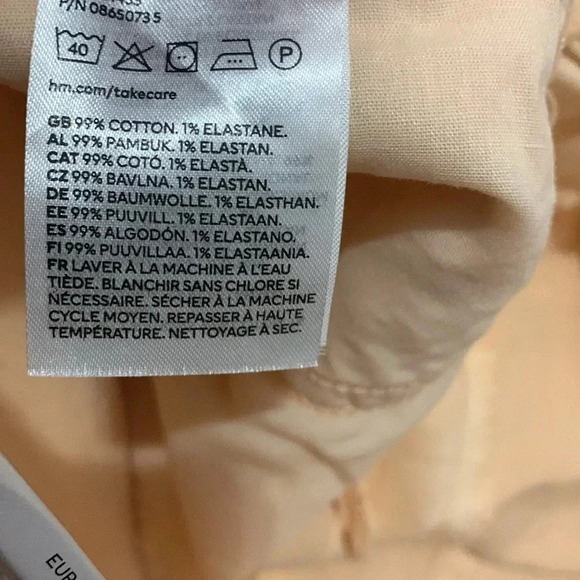 P/N 0865073 5
40
P
hm.com/takecare
GB 99% COTTON. 1% ELASTANE.
AL 99% PAMBUK. 1% ELASTAN.
CAT 99% COTÓ. 1% ELASTÀ.
CZ 99% BAVLNA. 1% ELASTAN.
DE 99% BAUMWOLLE. 1% ELASTHAN.
EE 99% PUUVILL. 1% ELASTAAN.
ES 99% ALGODÓN. 1% ELASTANO.
FI 99% PUUVILLAA. 1% ELASTAANIA.
FR LAVER À LA MACHINE À L'EAU
TIÈDE. BLANCHIR SANS CHLORE SI
NÉCESSAIRE. SÉCHER À LA MACHINE
CYCLE MOYEN. REPASSER À HAUTE
TEMPÉRATURE. NETTOYAGE À SEC.
EUR